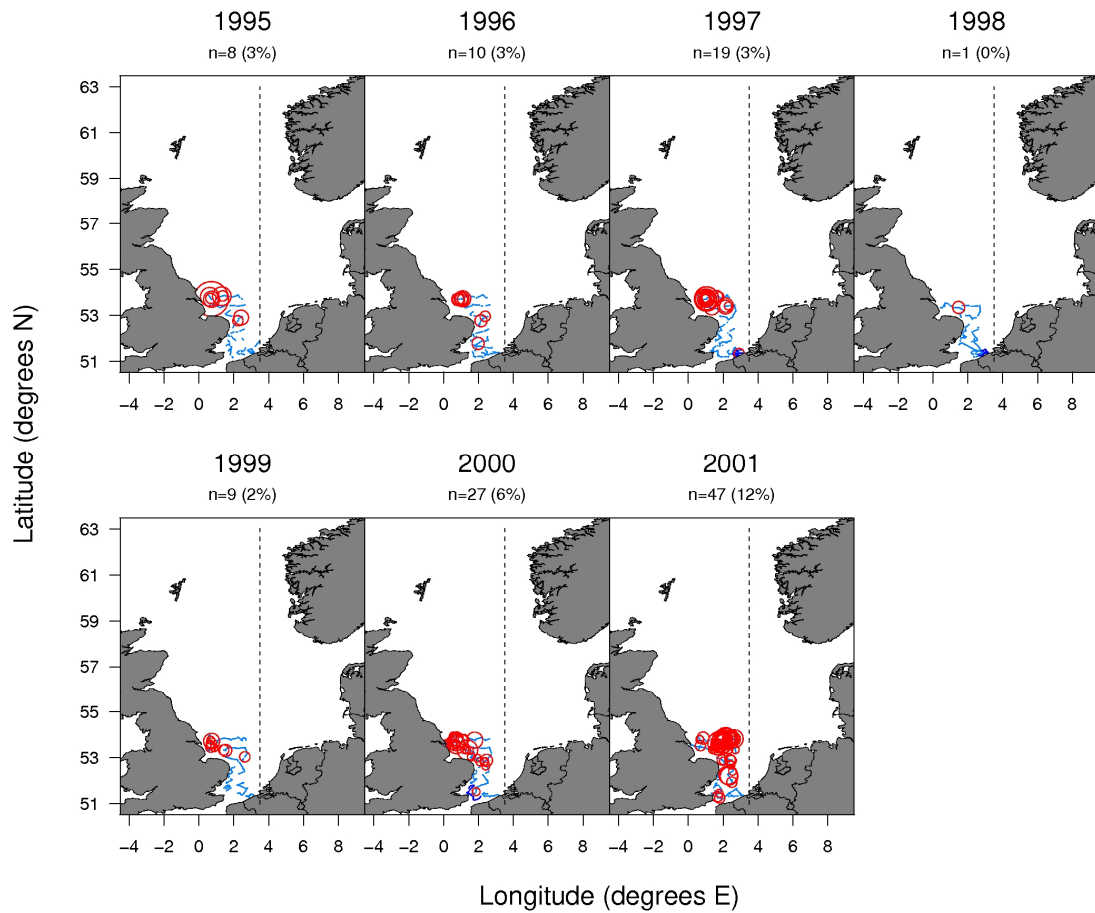 1995 1996 1997 1998
n=8 (3%) n=10 (3%) n=19 (3%) n=1 (0%)
63
61
59
57
55
53
51
−4 −2 0 2 4 6 8 −4 −2 0 2 4 6 8 −4 −2 0 2 4 6 8 −4 −2 0 2 4 6 8
Latitude (degrees N)
1999 2000 2001
n=9 (2%) n=27 (6%) n=47 (12%)
63
61
59
57
55
53
51
−4 −2 0 2 4 6 8 −4 −2 0 2 4 6 8 −4 −2 0 2 4 6 8
Longitude (degrees E)